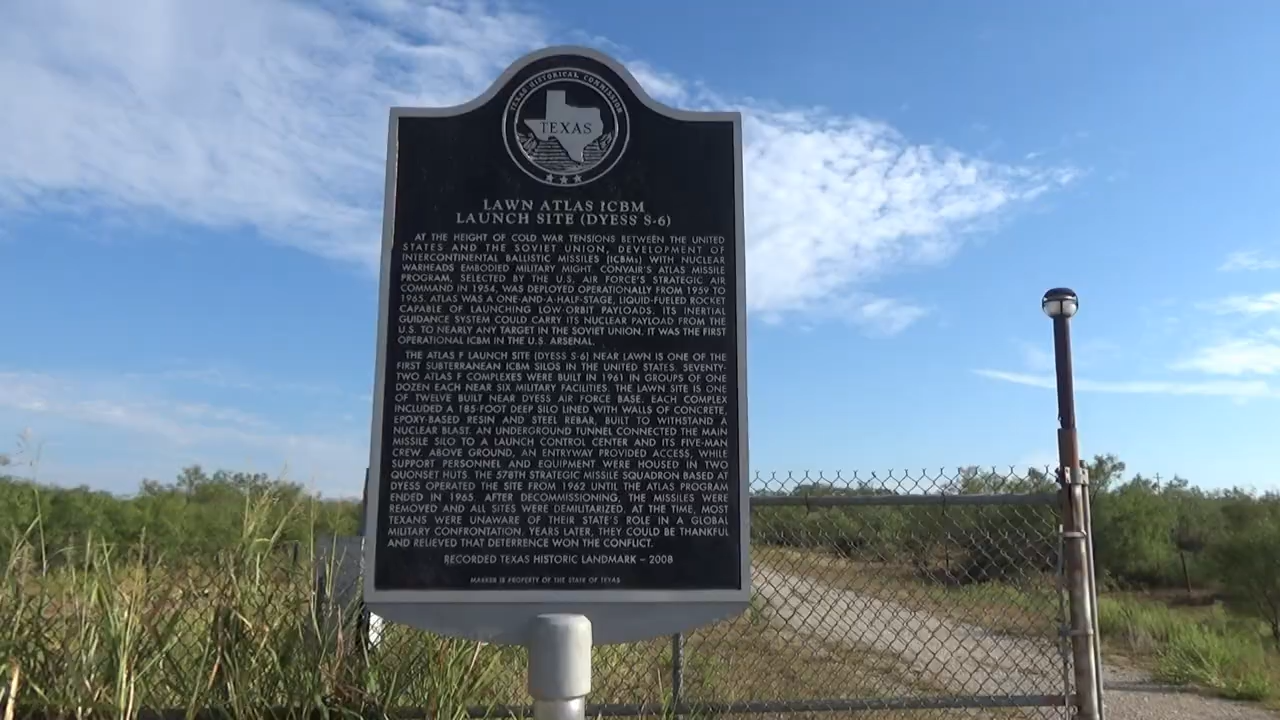 TEXAS HISTORICAL COMMISSION
TEXAS
LAWN ATLAS ICBM
LAUNCH SITE (DYESS S-6)
AT THE HEIGHT OF COLD WAR TENSIONS BETWEEN THE UNITED
STATES AND THE SOVIET UNION, DEVELOPMENT OF
INTERCONTINENTAL BALLISTIC MISSILES (ICBMs) WITH NUCLEAR
WARHEADS EMBODIED MILITARY MIGHT. CONVAIR'S ATLAS MISSILE
PROGRAM, SELECTED BY THE U.S. AIR FORCE'S STRATEGIC AIR
COMMAND IN 1954, WAS DEPLOYED OPERATIONALLY FROM 1959 TO
1965. ATLAS WAS A ONE-AND-A-HALF-STAGE, LIQUID-FUELED ROCKET
CAPABLE OF LAUNCHING LOW-ORBIT PAYLOADS. ITS INERTIAL
GUIDANCE SYSTEM COULD CARRY ITS NUCLEAR PAYLOAD FROM THE
U.S. TO NEARLY ANY TARGET IN THE SOVIET UNION. IT WAS THE FIRST
OPERATIONAL ICBM IN THE U.S. ARSENAL.
THE ATLAS F LAUNCH SITE (DYESS S-6) NEAR LAWN IS ONE OF THE
FIRST SUBTERRANEAN ICBM SILOS IN THE UNITED STATES. SEVENTY-
TWO ATLAS F COMPLEXES WERE BUILT IN 1961 IN GROUPS OF ONE
DOZEN EACH NEAR SIX MILITARY FACILITIES. THE LAWN SITE IS ONE
OF TWELVE BUILT NEAR DYESS AIR FORCE BASE. EACH COMPLEX
INCLUDED A 185-FOOT DEEP SILO LINED WITH WALLS OF CONCRETE,
EPOXY-BASED RESIN AND STEEL REBAR, BUILT TO WITHSTAND A
NUCLEAR BLAST. AN UNDERGROUND TUNNEL CONNECTED THE MAIN
MISSILE SILO TO A LAUNCH CONTROL CENTER AND ITS FIVE-MAN
CREW. ABOVE GROUND, AN ENTRYWAY PROVIDED ACCESS, WHILE
SUPPORT PERSONNEL AND EQUIPMENT WERE HOUSED IN TWO
QUONSET HUTS. THE 578TH STRATEGIC MISSILE SQUADRON BASED AT
DYESS OPERATED THE SITE FROM 1962 UNTIL THE ATLAS PROGRAM
ENDED IN 1965. AFTER DECOMMISSIONING, THE MISSILES WERE
REMOVED AND ALL SITES WERE DEMILITARIZED. AT THE TIME, MOST
TEXANS WERE UNAWARE OF THEIR STATE'S ROLE IN A GLOBAL
MILITARY CONFRONTATION. YEARS LATER, THEY COULD BE THANKFUL
AND RELIEVED THAT DETERRENCE WON THE CONFLICT.
RECORDED TEXAS HISTORIC LANDMARK – 2008
MARKER IS PROPERTY OF THE STATE OF TEXAS